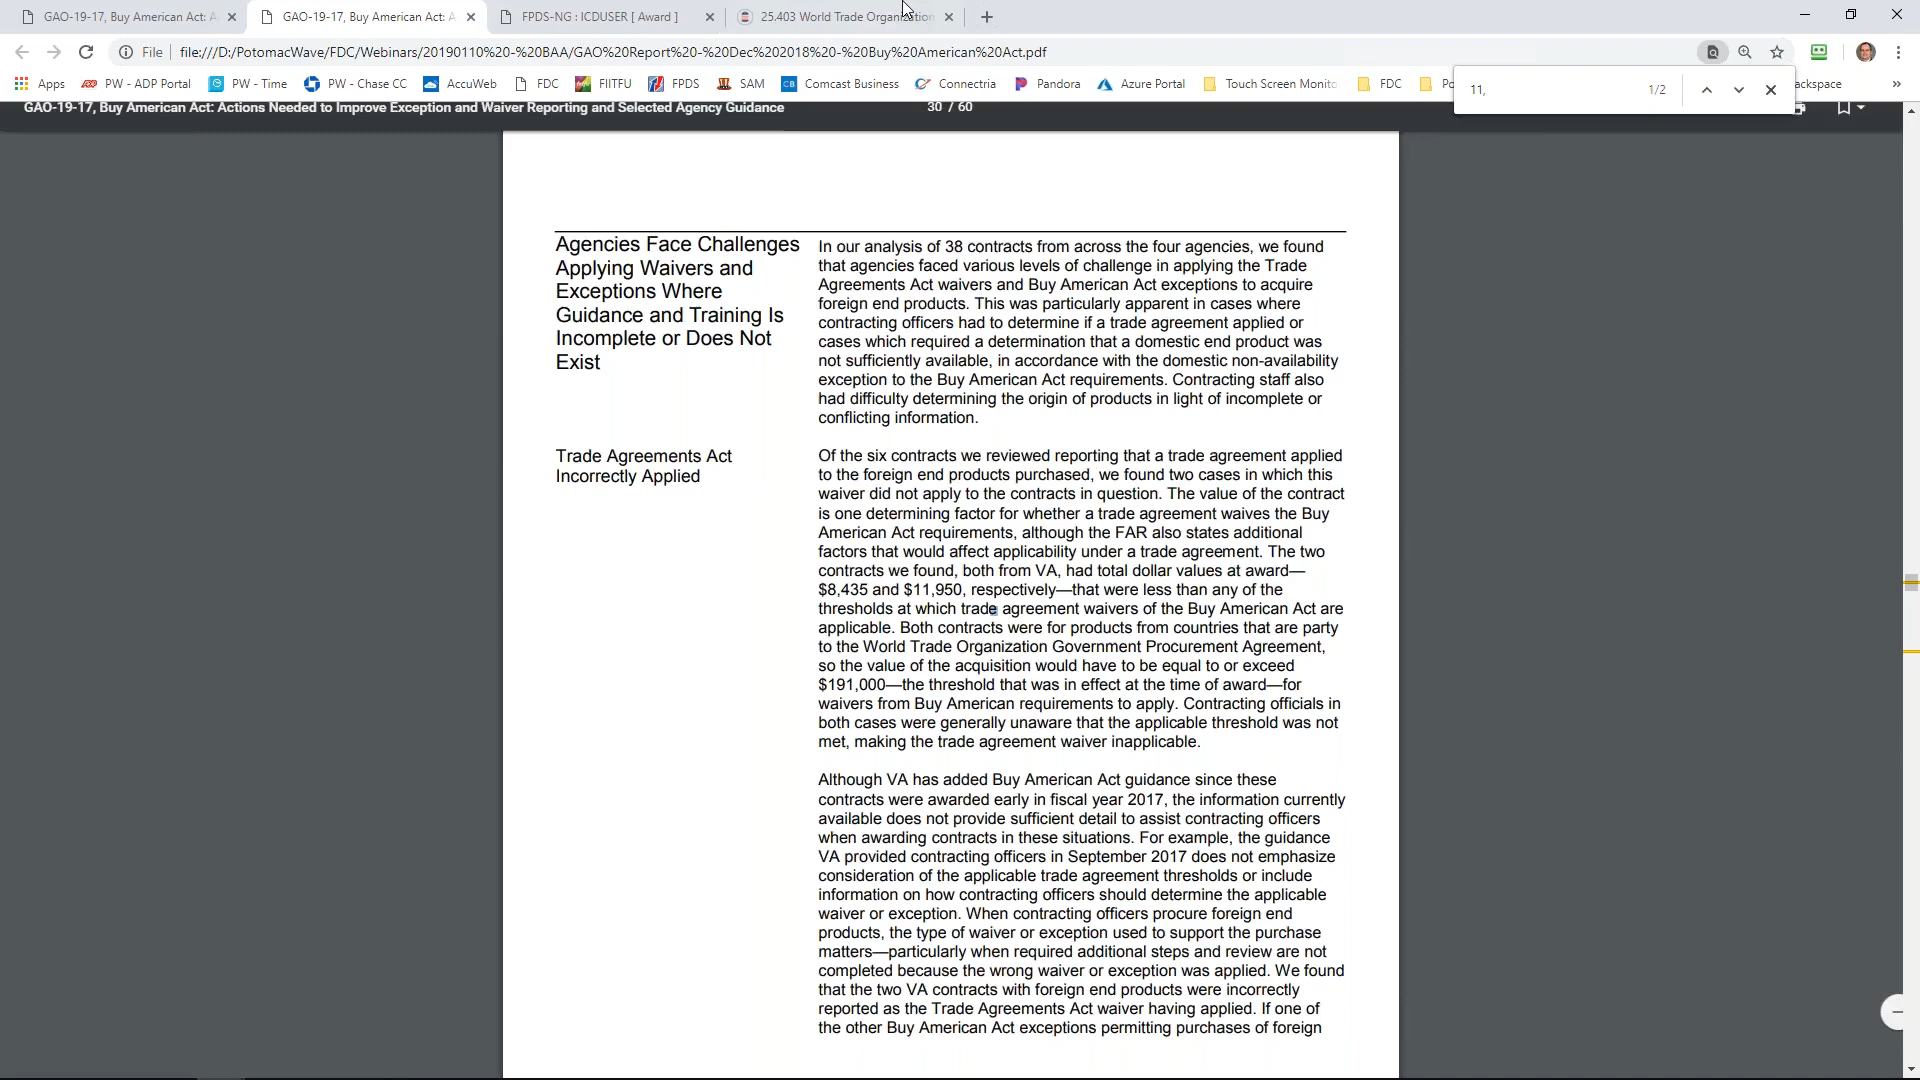 GAO-19-17, Buy American Act: A
GAO-19-17, Buy American Act: A
FPDS-NG : ICDUSER [ Award ]
25.403 World Trade Organization
File
file:///D:/PotomacWave/FDC/Webinars/20190110%20-%20BAA/GAO%20Report%20-%20Dec%202018%20-%20Buy%20American%20Act.pdf
Apps
PW - ADP Portal
PW - Time
PW - Chase CC
AccuWeb
FDC
FIITFU
FPDS
SAM
Comcast Business
Connectria
Pandora
Azure Portal
Touch Screen Monito
FDC
Po
ackspace
11,
1/2
GAO-19-17, Buy American Act: Actions Needed to Improve Exception and Waiver Reporting and Selected Agency Guidance
30 / 60
Agencies Face Challenges
Applying Waivers and
Exceptions Where
Guidance and Training Is
Incomplete or Does Not
Exist
In our analysis of 38 contracts from across the four agencies, we found
that agencies faced various levels of challenge in applying the Trade
Agreements Act waivers and Buy American Act exceptions to acquire
foreign end products. This was particularly apparent in cases where
contracting officers had to determine if a trade agreement applied or
cases which required a determination that a domestic end product was
not sufficiently available, in accordance with the domestic non-availability
exception to the Buy American Act requirements. Contracting staff also
had difficulty determining the origin of products in light of incomplete or
conflicting information.
Trade Agreements Act
Incorrectly Applied
Of the six contracts we reviewed reporting that a trade agreement applied
to the foreign end products purchased, we found two cases in which this
waiver did not apply to the contracts in question. The value of the contract
is one determining factor for whether a trade agreement waives the Buy
American Act requirements, although the FAR also states additional
factors that would affect applicability under a trade agreement. The two
contracts we found, both from VA, had total dollar values at award—
$8,435 and $11,950, respectively—that were less than any of the
thresholds at which trade agreement waivers of the Buy American Act are
applicable. Both contracts were for products from countries that are party
to the World Trade Organization Government Procurement Agreement,
so the value of the acquisition would have to be equal to or exceed
$191,000—the threshold that was in effect at the time of award—for
waivers from Buy American requirements to apply. Contracting officials in
both cases were generally unaware that the applicable threshold was not
met, making the trade agreement waiver inapplicable.
Although VA has added Buy American Act guidance since these
contracts were awarded early in fiscal year 2017, the information currently
available does not provide sufficient detail to assist contracting officers
when awarding contracts in these situations. For example, the guidance
VA provided contracting officers in September 2017 does not emphasize
consideration of the applicable trade agreement thresholds or include
information on how contracting officers should determine the applicable
waiver or exception. When contracting officers procure foreign end
products, the type of waiver or exception used to support the purchase
matters—particularly when required additional steps and review are not
completed because the wrong waiver or exception was applied. We found
that the two VA contracts with foreign end products were incorrectly
reported as the Trade Agreements Act waiver having applied. If one of
the other Buy American Act exceptions permitting purchases of foreign